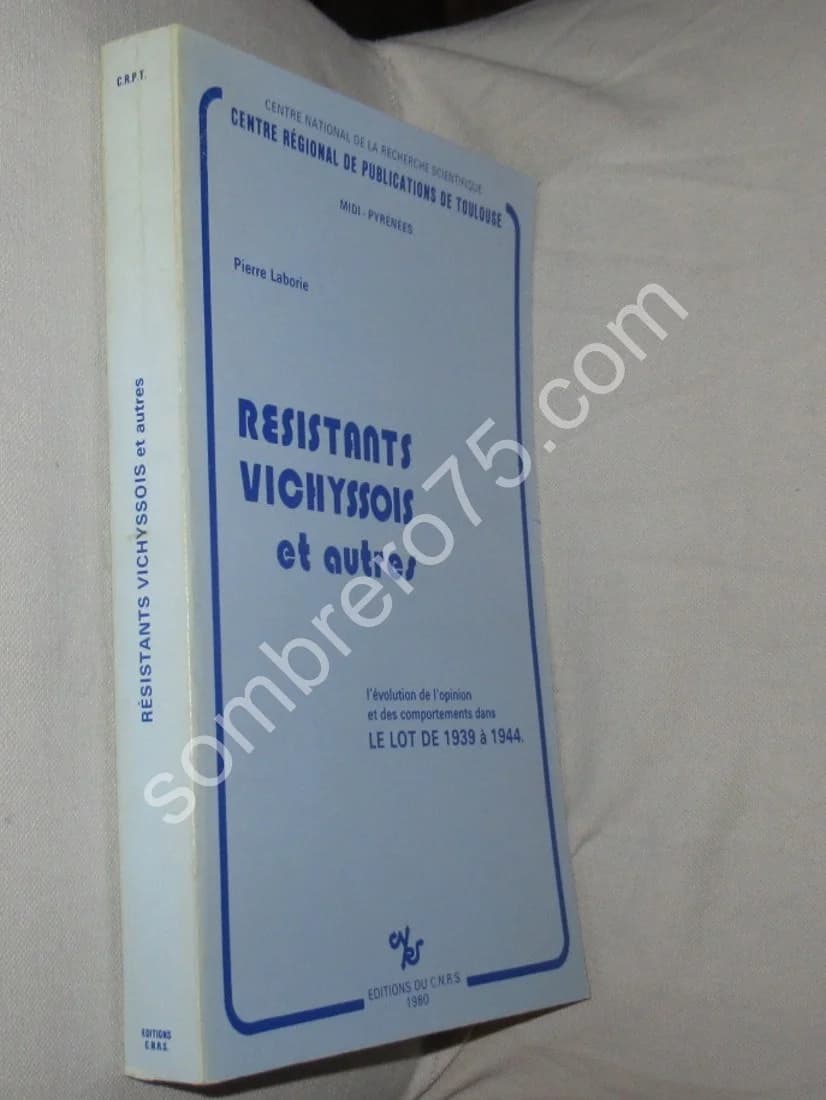 C.R.P.T.
RÉSISTANTS VICHYSSOIS et autres
EDITIONS
C.N.R.S.
CENTRE NATIONAL DE LA RECHERCHE SCIENTIFIQUE
CENTRE RÉGIONAL DE PUBLICATIONS DE TOULOUSE
MIDI - PYRÉNÉES
Pierre Laborie
RESISTANTS
VICHYSSOIS
et autres
l'évolution de l'opinion
et des comportements dans
LE LOT DE 1939 à 1944.
EDITIONS DU C.N.R.S.
1980
sombrero75.com